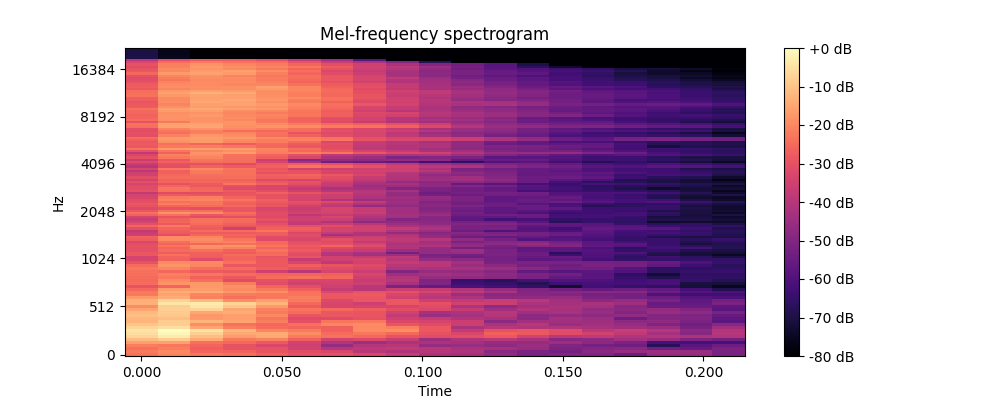 Mel-frequency spectrogram
Hz
16384
8192
4096
2048
1024
512
0
0.000
0.050
0.100
0.150
0.200
Time
+0 dB
-10 dB
-20 dB
-30 dB
-40 dB
-50 dB
-60 dB
-70 dB
-80 dB